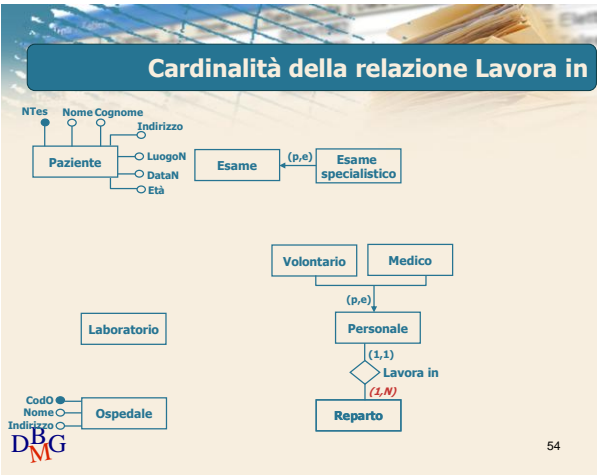 Cardinalità della relazione Lavora in
NTes
Nome Cognome
Indirizzo
Paziente
LuogoN
DataN
Età
Esame
(p,e)
Esame
specialistico
Volontario
Medico
(p,e)
Laboratorio
Personale
(1,1)
Lavora in
(1,N)
CodO
Nome
Indirizzo
Ospedale
Reparto
DBMG
54